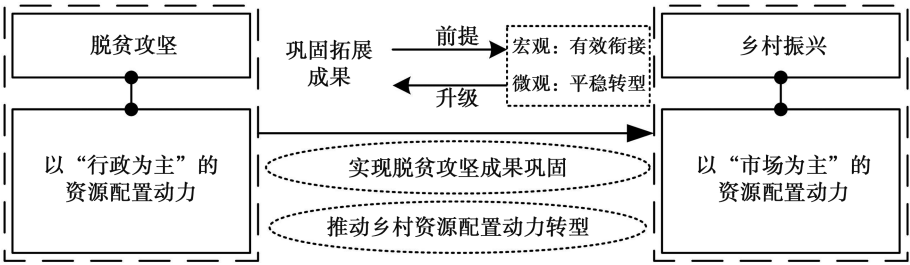 脱贫攻坚
以“行政为主”的
资源配置动力
巩固拓展
成果
前提
升级
宏观：有效衔接
微观：平稳转型
实现脱贫攻坚成果巩固
推动乡村资源配置动力转型
乡村振兴
以“市场为主”的
资源配置动力